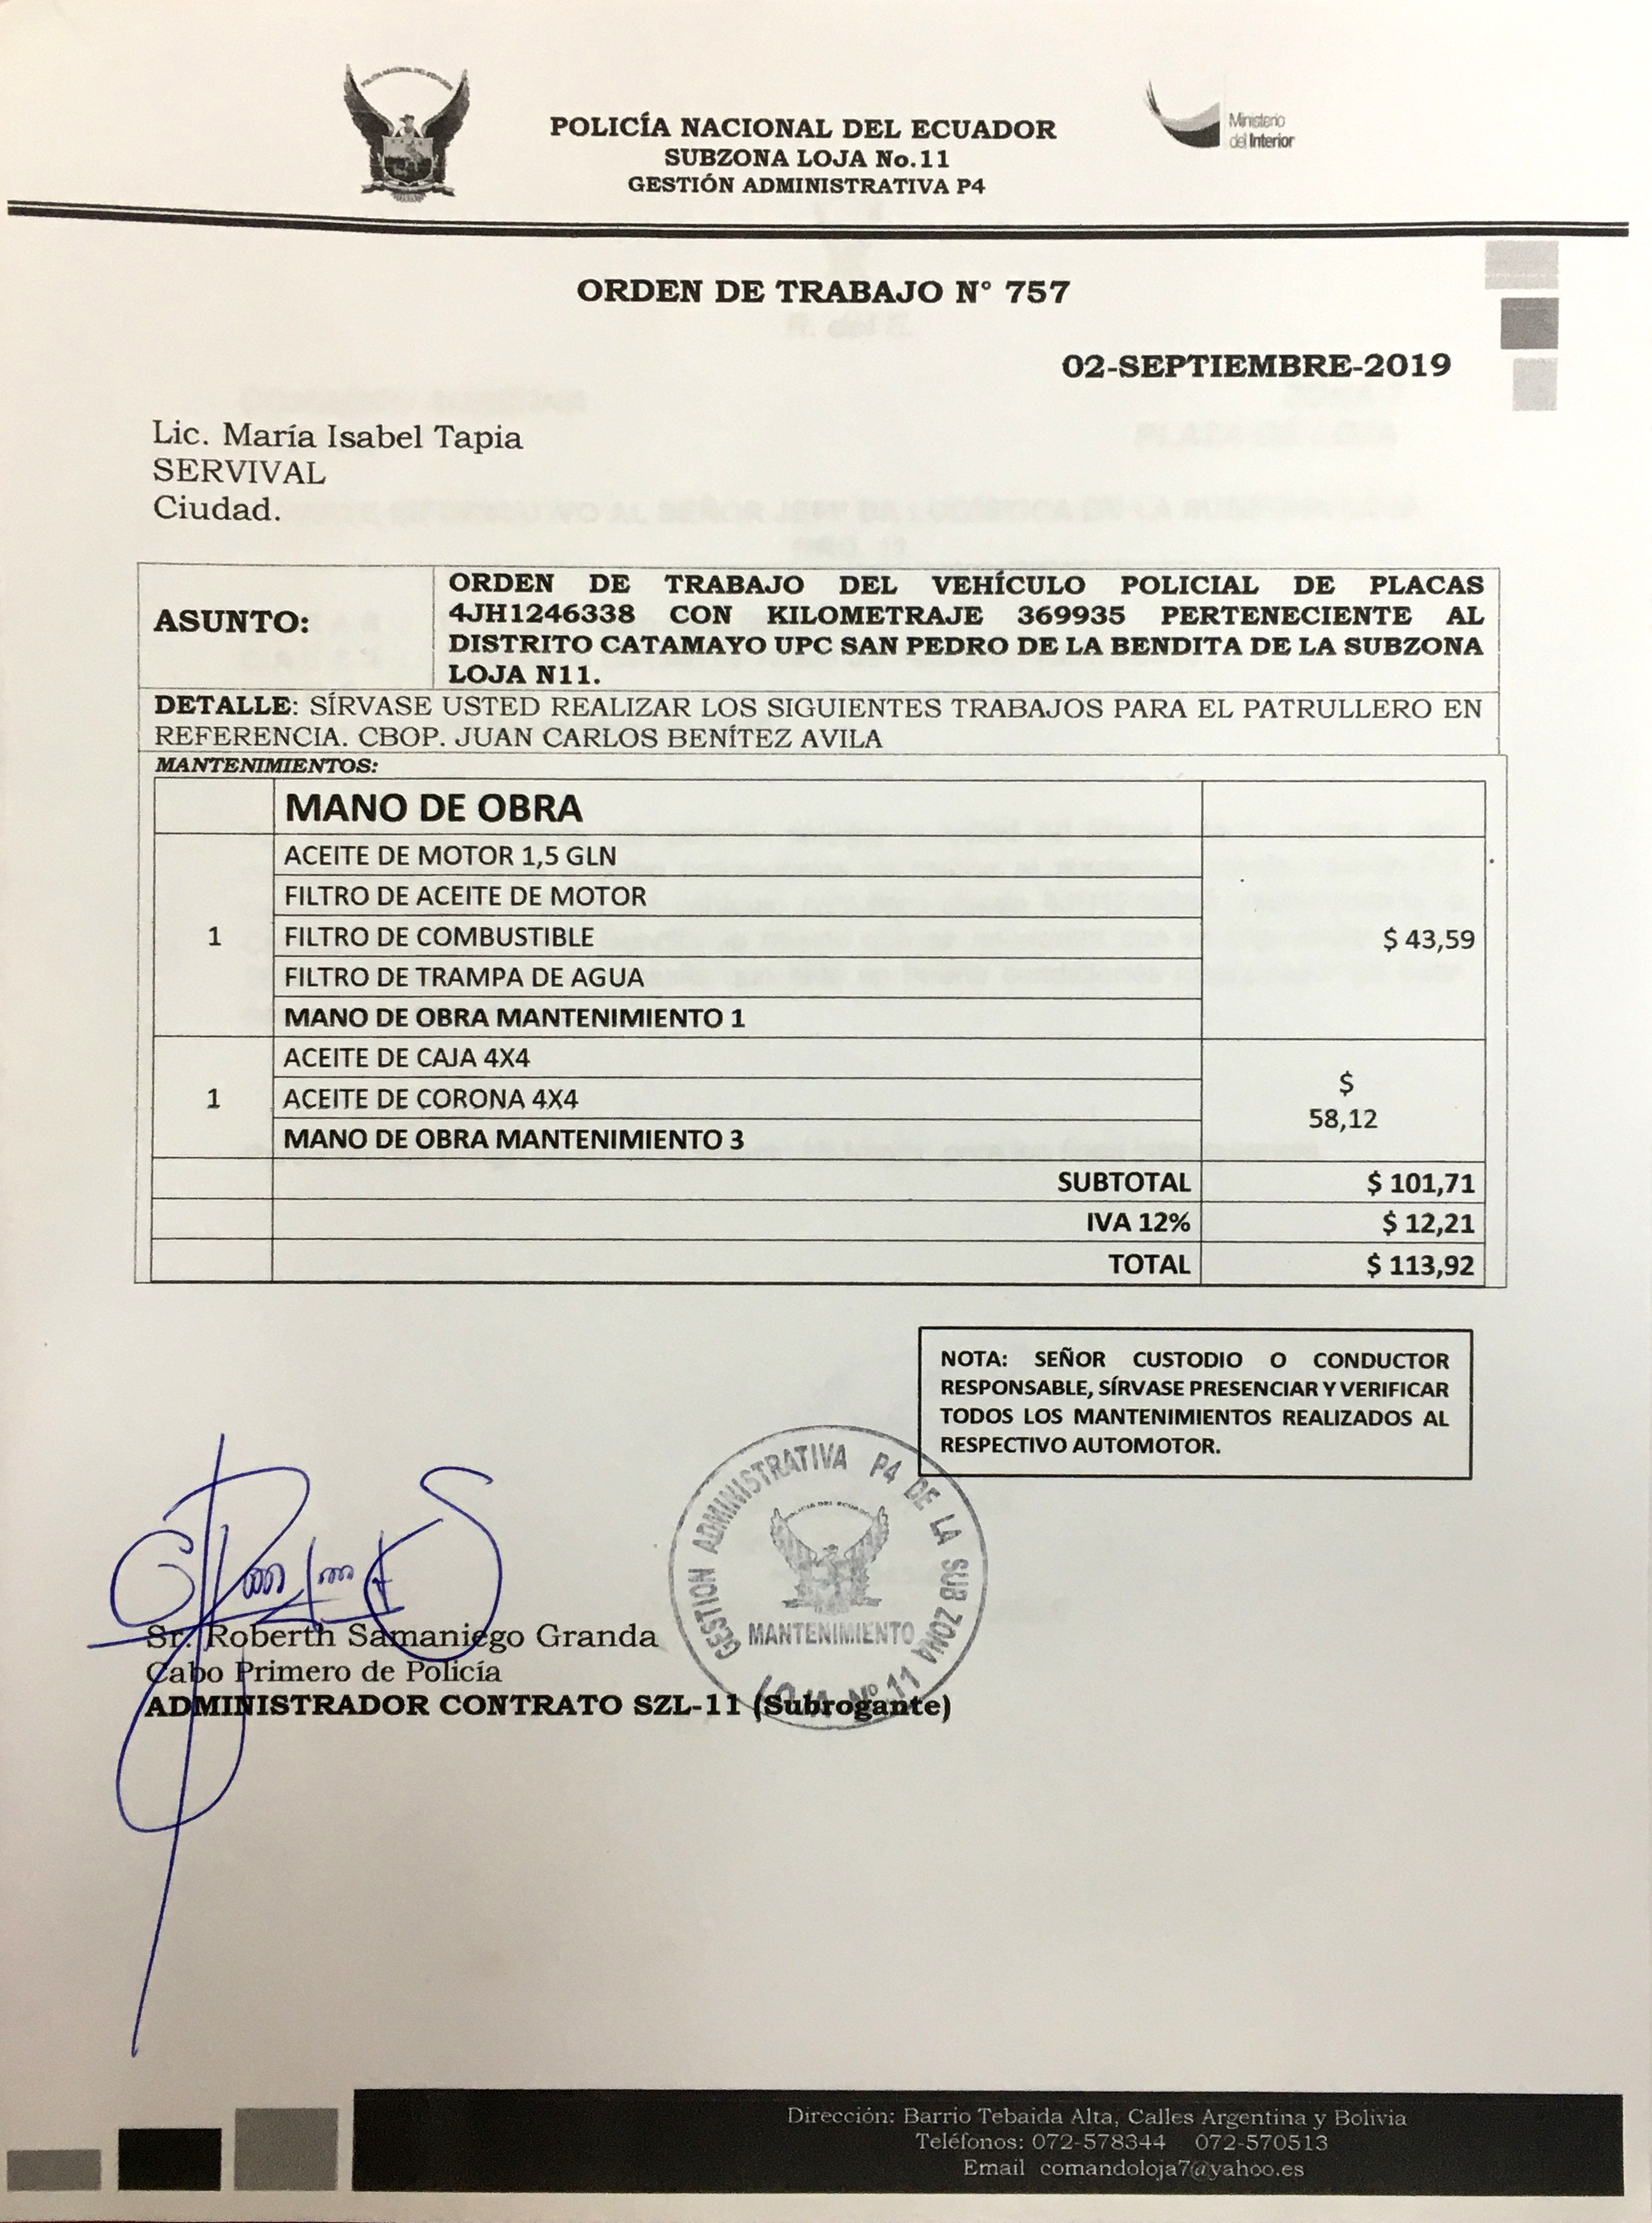 POLICÍA NACIONAL DEL ECUADOR
SUBZONA LOJA No.11
GESTIÓN ADMINISTRATIVA P4
Ministerio
del Interior
ORDEN DE TRABAJO N° 757
02-SEPTIEMBRE-2019
Lic. María Isabel Tapia
SERVIVAL
Ciudad.
ASUNTO:
ORDEN DE TRABAJO DEL VEHÍCULO POLICIAL DE PLACAS
4JH1246338 CON KILOMETRAJE 369935 PERTENECIENTE AL
DISTRITO CATAMAYO UPC SAN PEDRO DE LA BENDITA DE LA SUBZONA
LOJA N11.
DETALLE: SÍRVASE USTED REALIZAR LOS SIGUIENTES TRABAJOS PARA EL PATRULLERO EN
REFERENCIA. CBOP. JUAN CARLOS BENÍTEZ AVILA
MANTENIMIENTOS:
MANO DE OBRA
ACEITE DE MOTOR 1,5 GLN
FILTRO DE ACEITE DE MOTOR
1 FILTRO DE COMBUSTIBLE $ 43,59
FILTRO DE TRAMPA DE AGUA
MANO DE OBRA MANTENIMIENTO 1
ACEITE DE CAJA 4X4
1 ACEITE DE CORONA 4X4 $
58,12
MANO DE OBRA MANTENIMIENTO 3
SUBTOTAL $ 101,71
IVA 12% $ 12,21
TOTAL $ 113,92
NOTA: SEÑOR CUSTODIO O CONDUCTOR
RESPONSABLE, SÍRVASE PRESENCIAR Y VERIFICAR
TODOS LOS MANTENIMIENTOS REALIZADOS AL
RESPECTIVO AUTOMOTOR.
GESTION ADMINISTRATIVA P4 DE LA SUB ZONA
MANTENIMIENTO
LOJA Nº 11
Sr. Roberth Samaniego Granda
Cabo Primero de Policía
ADMINISTRADOR CONTRATO SZL-11 (Subrogante)
Dirección: Barrio Tebaida Alta, Calles Argentina y Bolivia
Teléfonos: 072-578344 072-570513
Email comandoloja7@yahoo.es